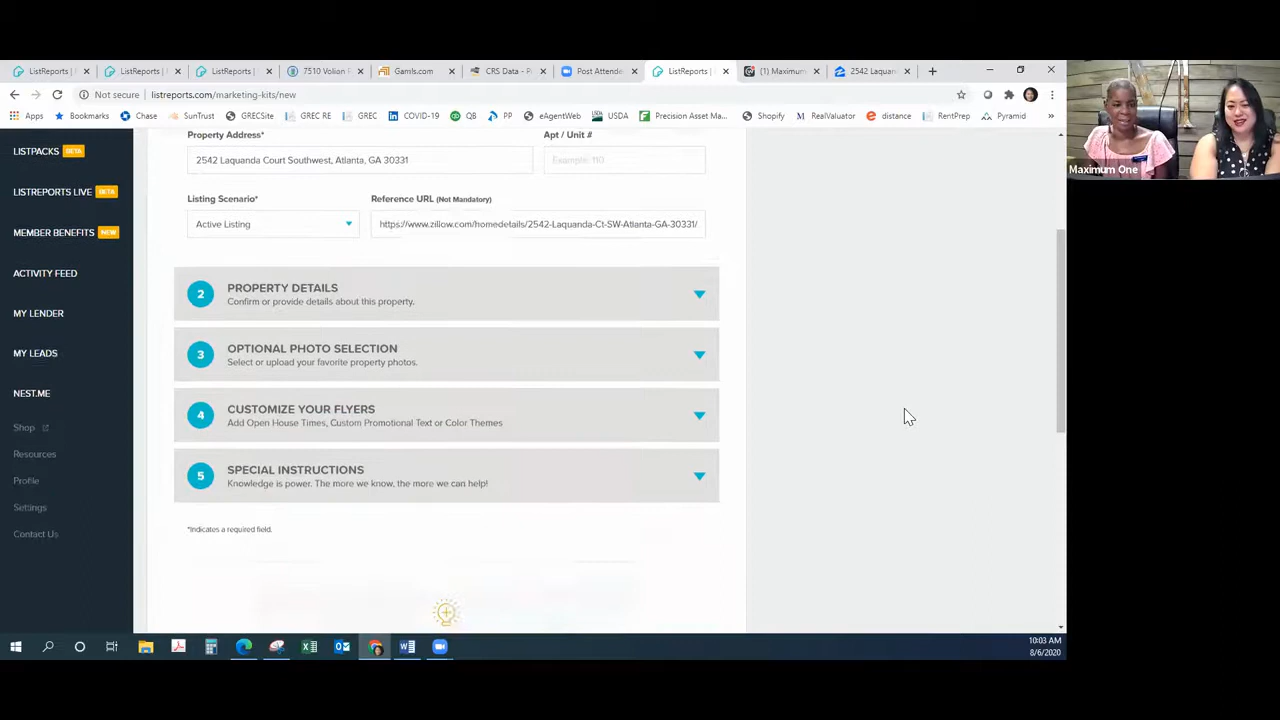 ListReports |
ListReports |
ListReports |
7510 Volion P
Gamls.com
CRS Data - P
Post Attende
ListReports |
(1) Maximum
2542 Laquan
Not secure
listreports.com/marketing-kits/new
Apps
Bookmarks
Chase
SunTrust
GRECSite
GREC RE
GREC
COVID-19
QB
PP
eAgentWeb
USDA
Precision Asset Ma...
Shopify
RealValuator
distance
RentPrep
Pyramid
»
Maximum One
LISTPACKS BETA
LISTREPORTS LIVE BETA
MEMBER BENEFITS NEW
ACTIVITY FEED
MY LENDER
MY LEADS
NEST.ME
Shop
Resources
Profile
Settings
Contact Us
Property Address*
Apt / Unit #
2542 Laquanda Court Southwest, Atlanta, GA 30331
Example: 110
Listing Scenario*
Reference URL (Not Mandatory)
Active Listing
https://www.zillow.com/homedetails/2542-Laquanda-Ct-SW-Atlanta-GA-30331/
2
PROPERTY DETAILS
Confirm or provide details about this property.
3
OPTIONAL PHOTO SELECTION
Select or upload your favorite property photos.
4
CUSTOMIZE YOUR FLYERS
Add Open House Times, Custom Promotional Text or Color Themes
5
SPECIAL INSTRUCTIONS
Knowledge is power. The more we know, the more we can help!
*Indicates a required field.
10:03 AM
8/6/2020